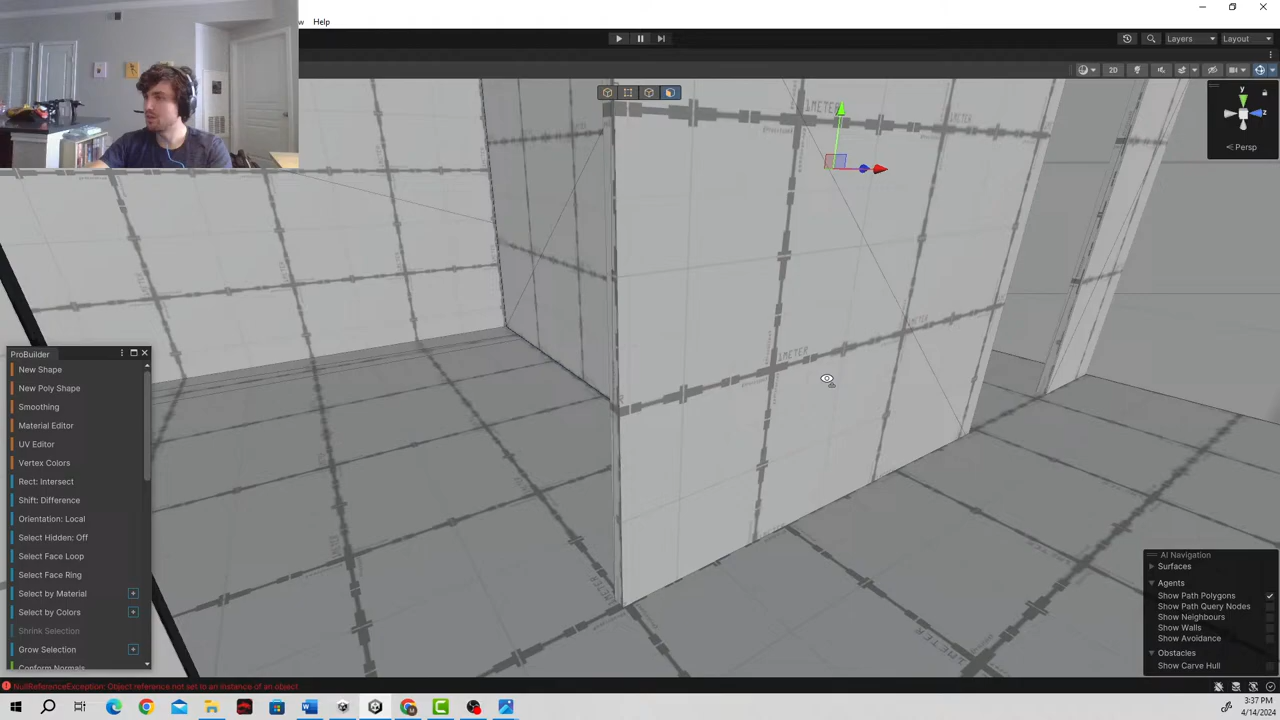 Help
Layers
Layout
2D
y
z
Persp
1METER
1METER
ProBuilder
New Shape
New Poly Shape
Smoothing
Material Editor
UV Editor
Vertex Colors
Rect: Intersect
Shift: Difference
Orientation: Local
Select Hidden: Off
Select Face Loop
Select Face Ring
Select by Material
Select by Colors
Shrink Selection
Grow Selection
Conform Normals
AI Navigation
Surfaces
Agents
Show Path Polygons
Show Path Query Nodes
Show Neighbours
Show Walls
Show Avoidance
Obstacles
Show Carve Hull
NullReferenceException: Object reference not set to an instance of an object
3:37 PM
4/14/2024